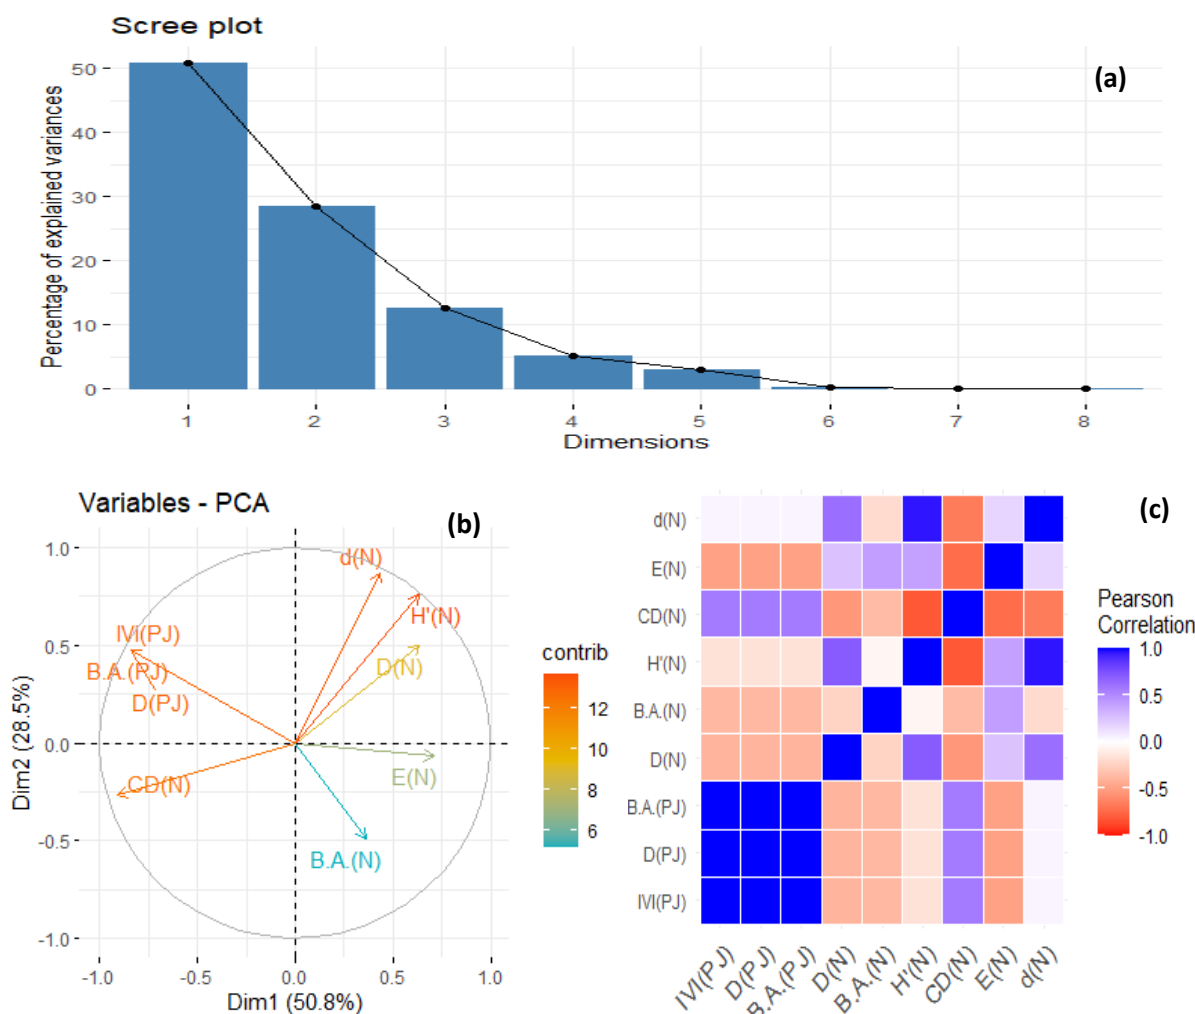 Scree plot
(a)
Percentage of explained variances
50
40
30
20
10
0
1 2 3 4 5 6 7 8
Dimensions
Variables - PCA
(b)
Dim2 (28.5%)
1.0
0.5
0.0
-0.5
-1.0
d(N)
H'(N)
IVI(PJ)
B.A.(PJ)
D(N)
D(PJ)
E(N)
CD(N)
B.A.(N)
-1.0 -0.5 0.0 0.5 1.0
Dim1 (50.8%)
contrib
12
10
8
6
(c)
d(N)
E(N)
CD(N)
H'(N)
B.A.(N)
D(N)
B.A.(PJ)
D(PJ)
IVI(PJ)
IVI(PJ) D(PJ) B.A.(PJ) D(N) B.A.(N) H'(N) CD(N) E(N) d(N)
Pearson
Correlation
1.0
0.5
0.0
-0.5
-1.0